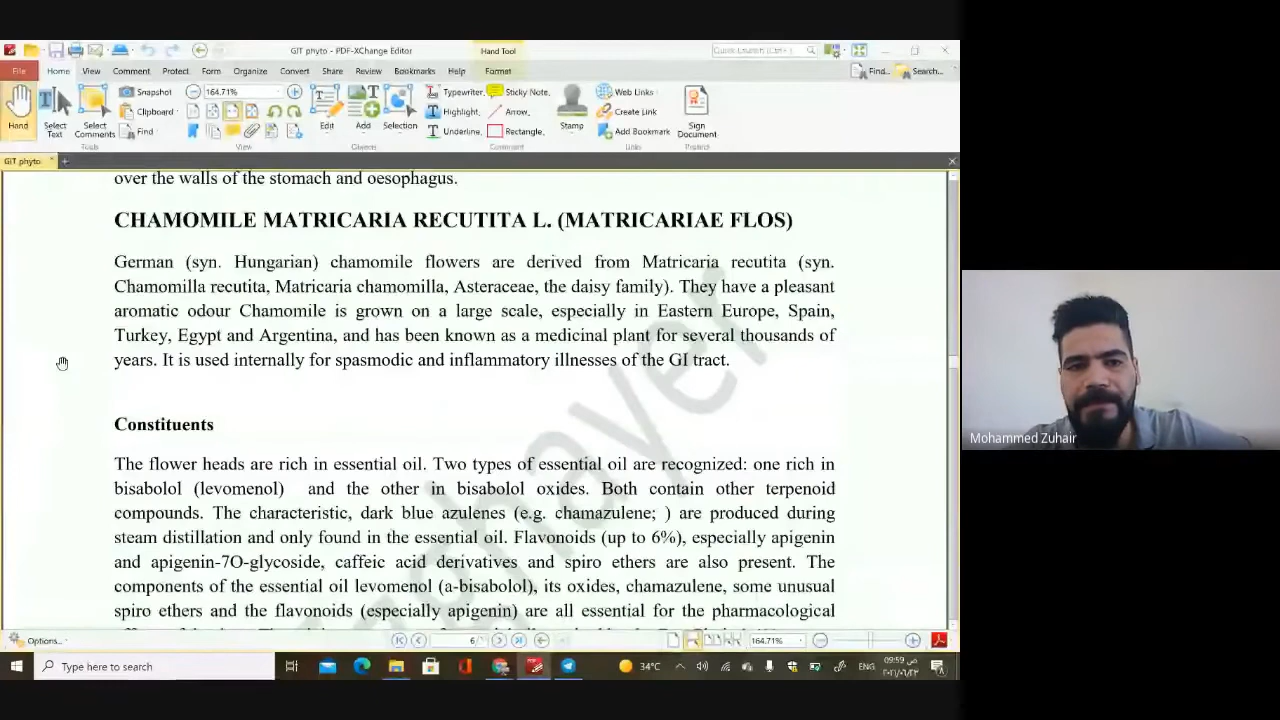 GIT phyto - PDF-XChange Editor
Hand Tool
Quick Launch (Ctrl+.)
File Home View Comment Protect Form Organize Convert Share Review Bookmarks Help Format Find... Search...
Hand
Select Text
Select Comments
Snapshot
Clipboard
Find
Tools
164.71%
View
Edit
Add
Selection
Objects
Typewriter
Highlight
Underline
Sticky Note
Arrow
Rectangle
Comment
Stamp
Web Links
Create Link
Add Bookmark
Links
Sign Document
Protect
GIT phyto
over the walls of the stomach and oesophagus.
CHAMOMILE MATRICARIA RECUTITA L. (MATRICARIAE FLOS)
German (syn. Hungarian) chamomile flowers are derived from Matricaria recutita (syn.
Chamomilla recutita, Matricaria chamomilla, Asteraceae, the daisy family). They have a pleasant
aromatic odour Chamomile is grown on a large scale, especially in Eastern Europe, Spain,
Turkey, Egypt and Argentina, and has been known as a medicinal plant for several thousands of
years. It is used internally for spasmodic and inflammatory illnesses of the GI tract.
Constituents
The flower heads are rich in essential oil. Two types of essential oil are recognized: one rich in
bisabolol (levomenol) and the other in bisabolol oxides. Both contain other terpenoid
compounds. The characteristic, dark blue azulenes (e.g. chamazulene; ) are produced during
steam distillation and only found in the essential oil. Flavonoids (up to 6%), especially apigenin
and apigenin-7O-glycoside, caffeic acid derivatives and spiro ethers are also present. The
components of the essential oil levomenol (a-bisabolol), its oxides, chamazulene, some unusual
spiro ethers and the flavonoids (especially apigenin) are all essential for the pharmacological
Mohammed Zuhair
Options...
6
164.71%
Type here to search
34°C
ENG
09:59 ص